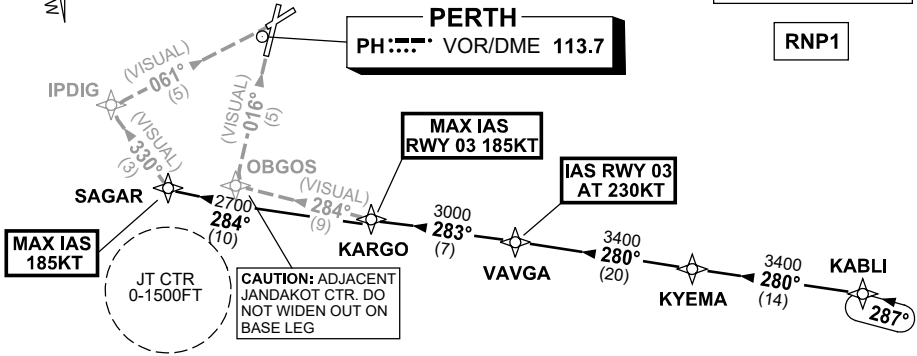 PERTH
PH VOR/DME 113.7
RNP1
IPDIG
(VISUAL)
061°
(5)
(VISUAL)
016°
(5)
(VISUAL)
330°
(3)
MAX IAS
RWY 03 185KT
OBGOS
IAS RWY 03
AT 230KT
SAGAR
2700
284°
(10)
(VISUAL)
284°
(9)
KARGO
3000
283°
(7)
VAVGA
3400
280°
(20)
KYEMA
3400
280°
(14)
KABLI
287°
MAX IAS
185KT
JT CTR
0-1500FT
CAUTION: ADJACENT
JANDAKOT CTR. DO
NOT WIDEN OUT ON
BASE LEG